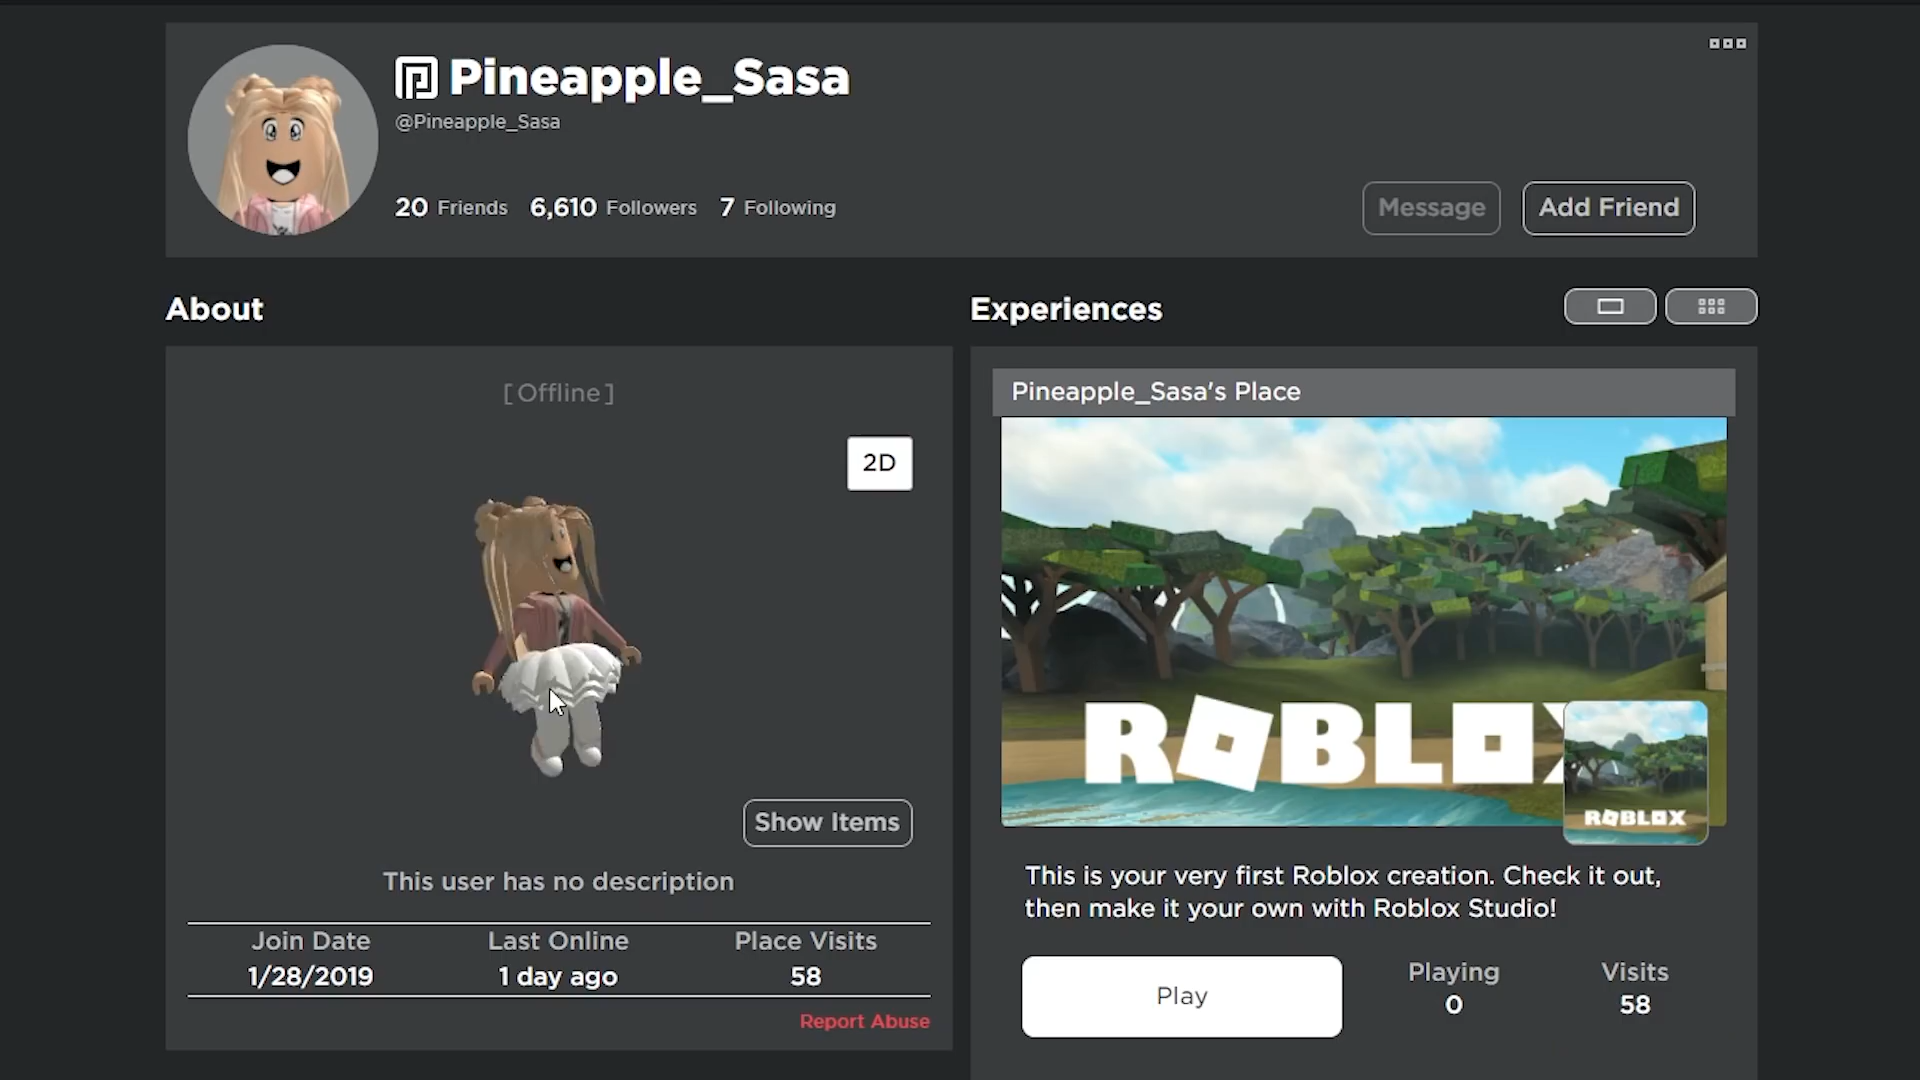 Pineapple_Sasa
@Pineapple_Sasa
20 Friends 6,610 Followers 7 Following
Message
Add Friend
About
[ Offline ]
2D
Show Items
This user has no description
Join Date Last Online Place Visits
1/28/2019 1 day ago 58
Report Abuse
Experiences
Pineapple_Sasa's Place
ROBLOX
ROBLOX
This is your very first Roblox creation. Check it out,
then make it your own with Roblox Studio!
Play
Playing Visits
0 58